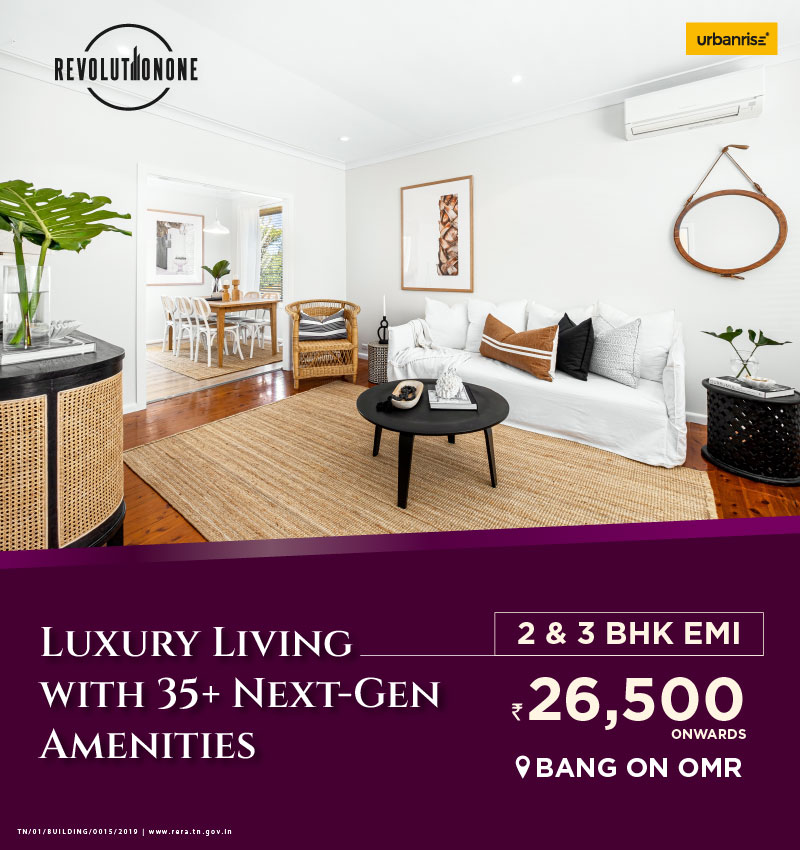 REVOLUTIONONE
urbanrise
LUXURY LIVING
WITH 35+ NEXT-GEN
AMENITIES
2 & 3 BHK EMI
₹26,500
ONWARDS
BANG ON OMR
TN/01/BUILDING/0015/2019 | www.rera.tn.gov.in